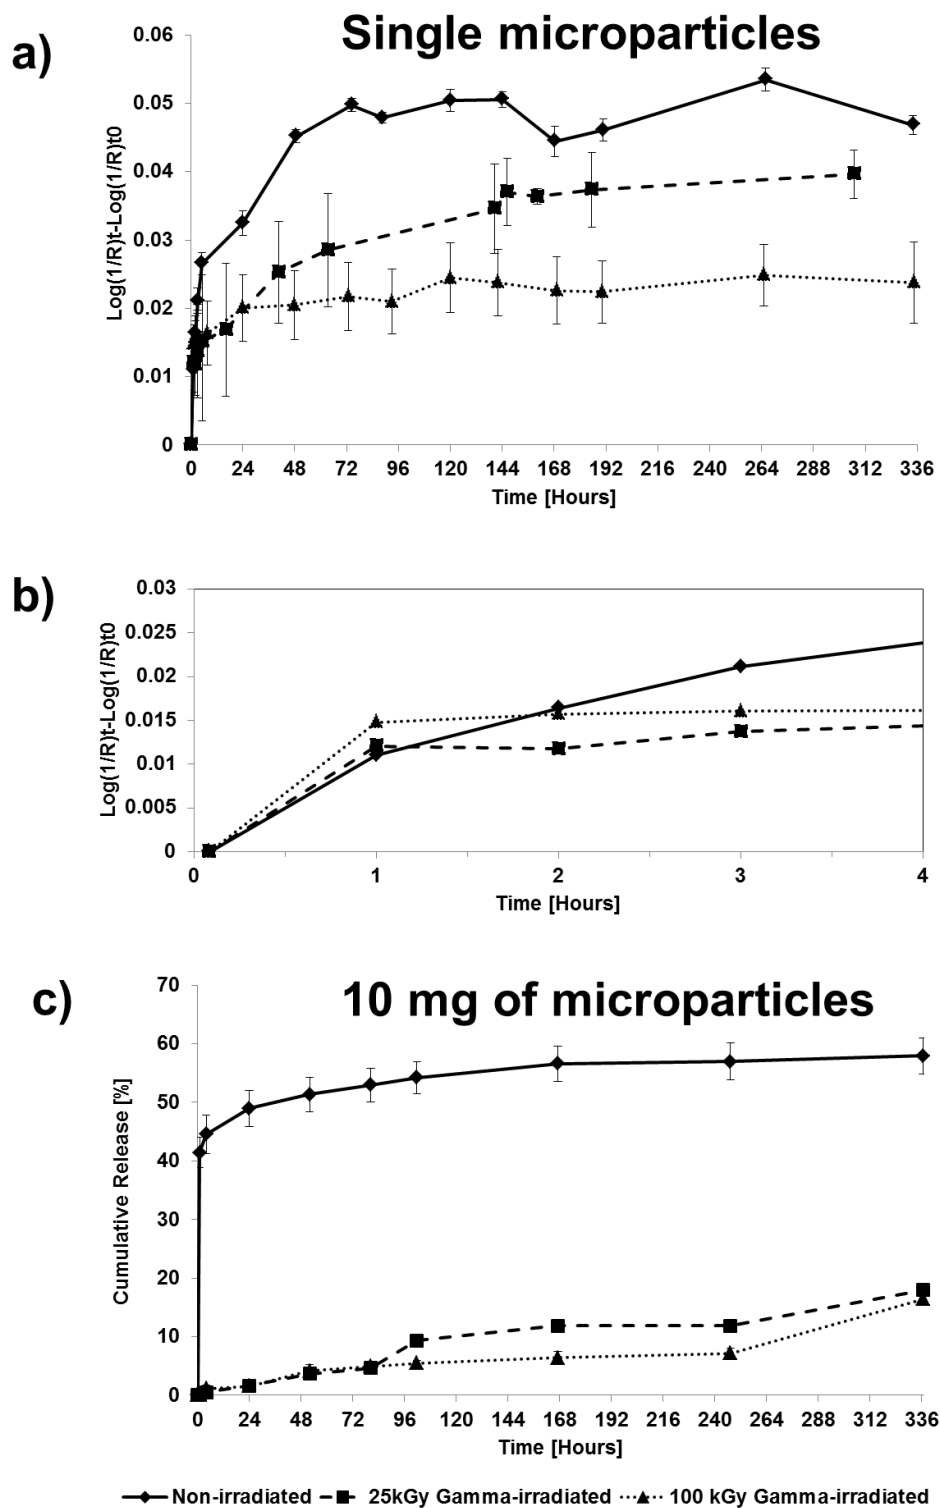 a)
Single microparticles
Log(1/R)t-Log(1/R)t0
0.06
0.05
0.04
0.03
0.02
0.01
0
0 24 48 72 96 120 144 168 192 216 240 264 288 312 336
Time [Hours]
b)
Log(1/R)t-Log(1/R)t0
0.03
0.025
0.02
0.015
0.01
0.005
0
0 1 2 3 4
Time [Hours]
c)
10 mg of microparticles
Cumulative Release [%]
70
60
50
40
30
20
10
0
0 24 48 72 96 120 144 168 192 216 240 264 288 312 336
Time [Hours]
Non-irradiated 25kGy Gamma-irradiated 100 kGy Gamma-irradiated